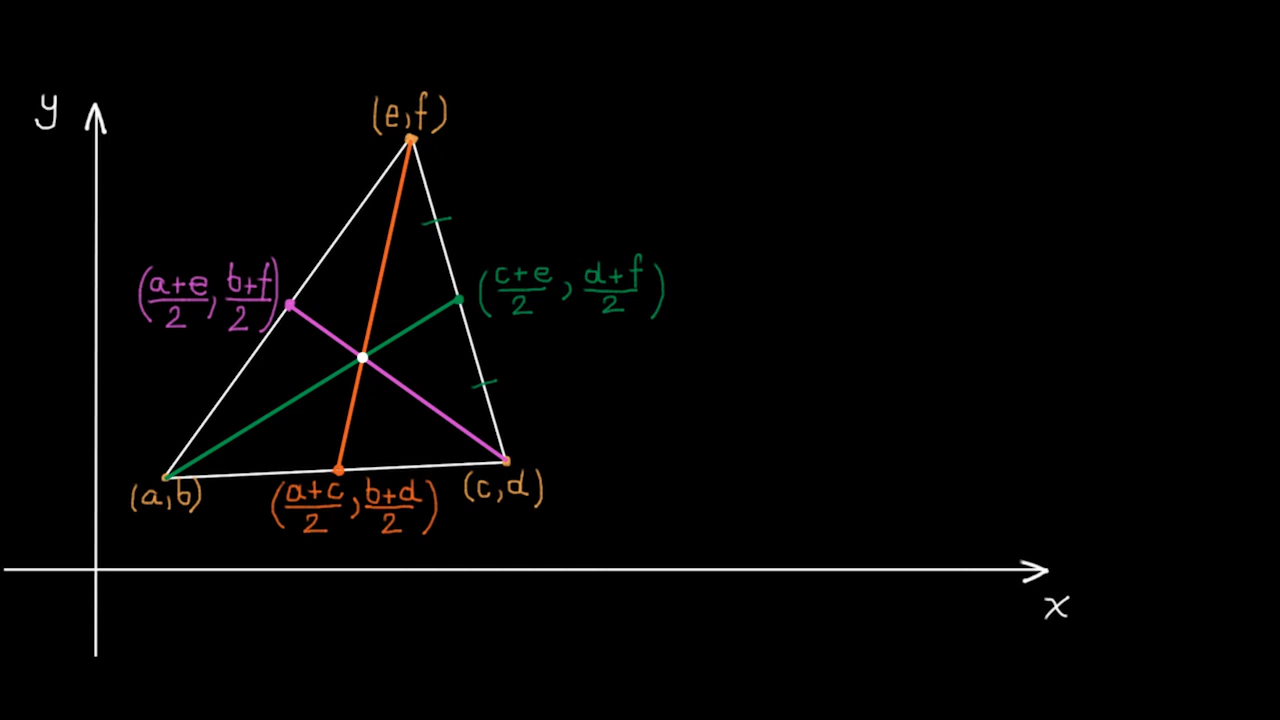 y
(e,f)
(a+e/2, b+f/2)
(c+e/2, d+f/2)
(a,b)
(a+c/2, b+d/2)
(c,d)
x